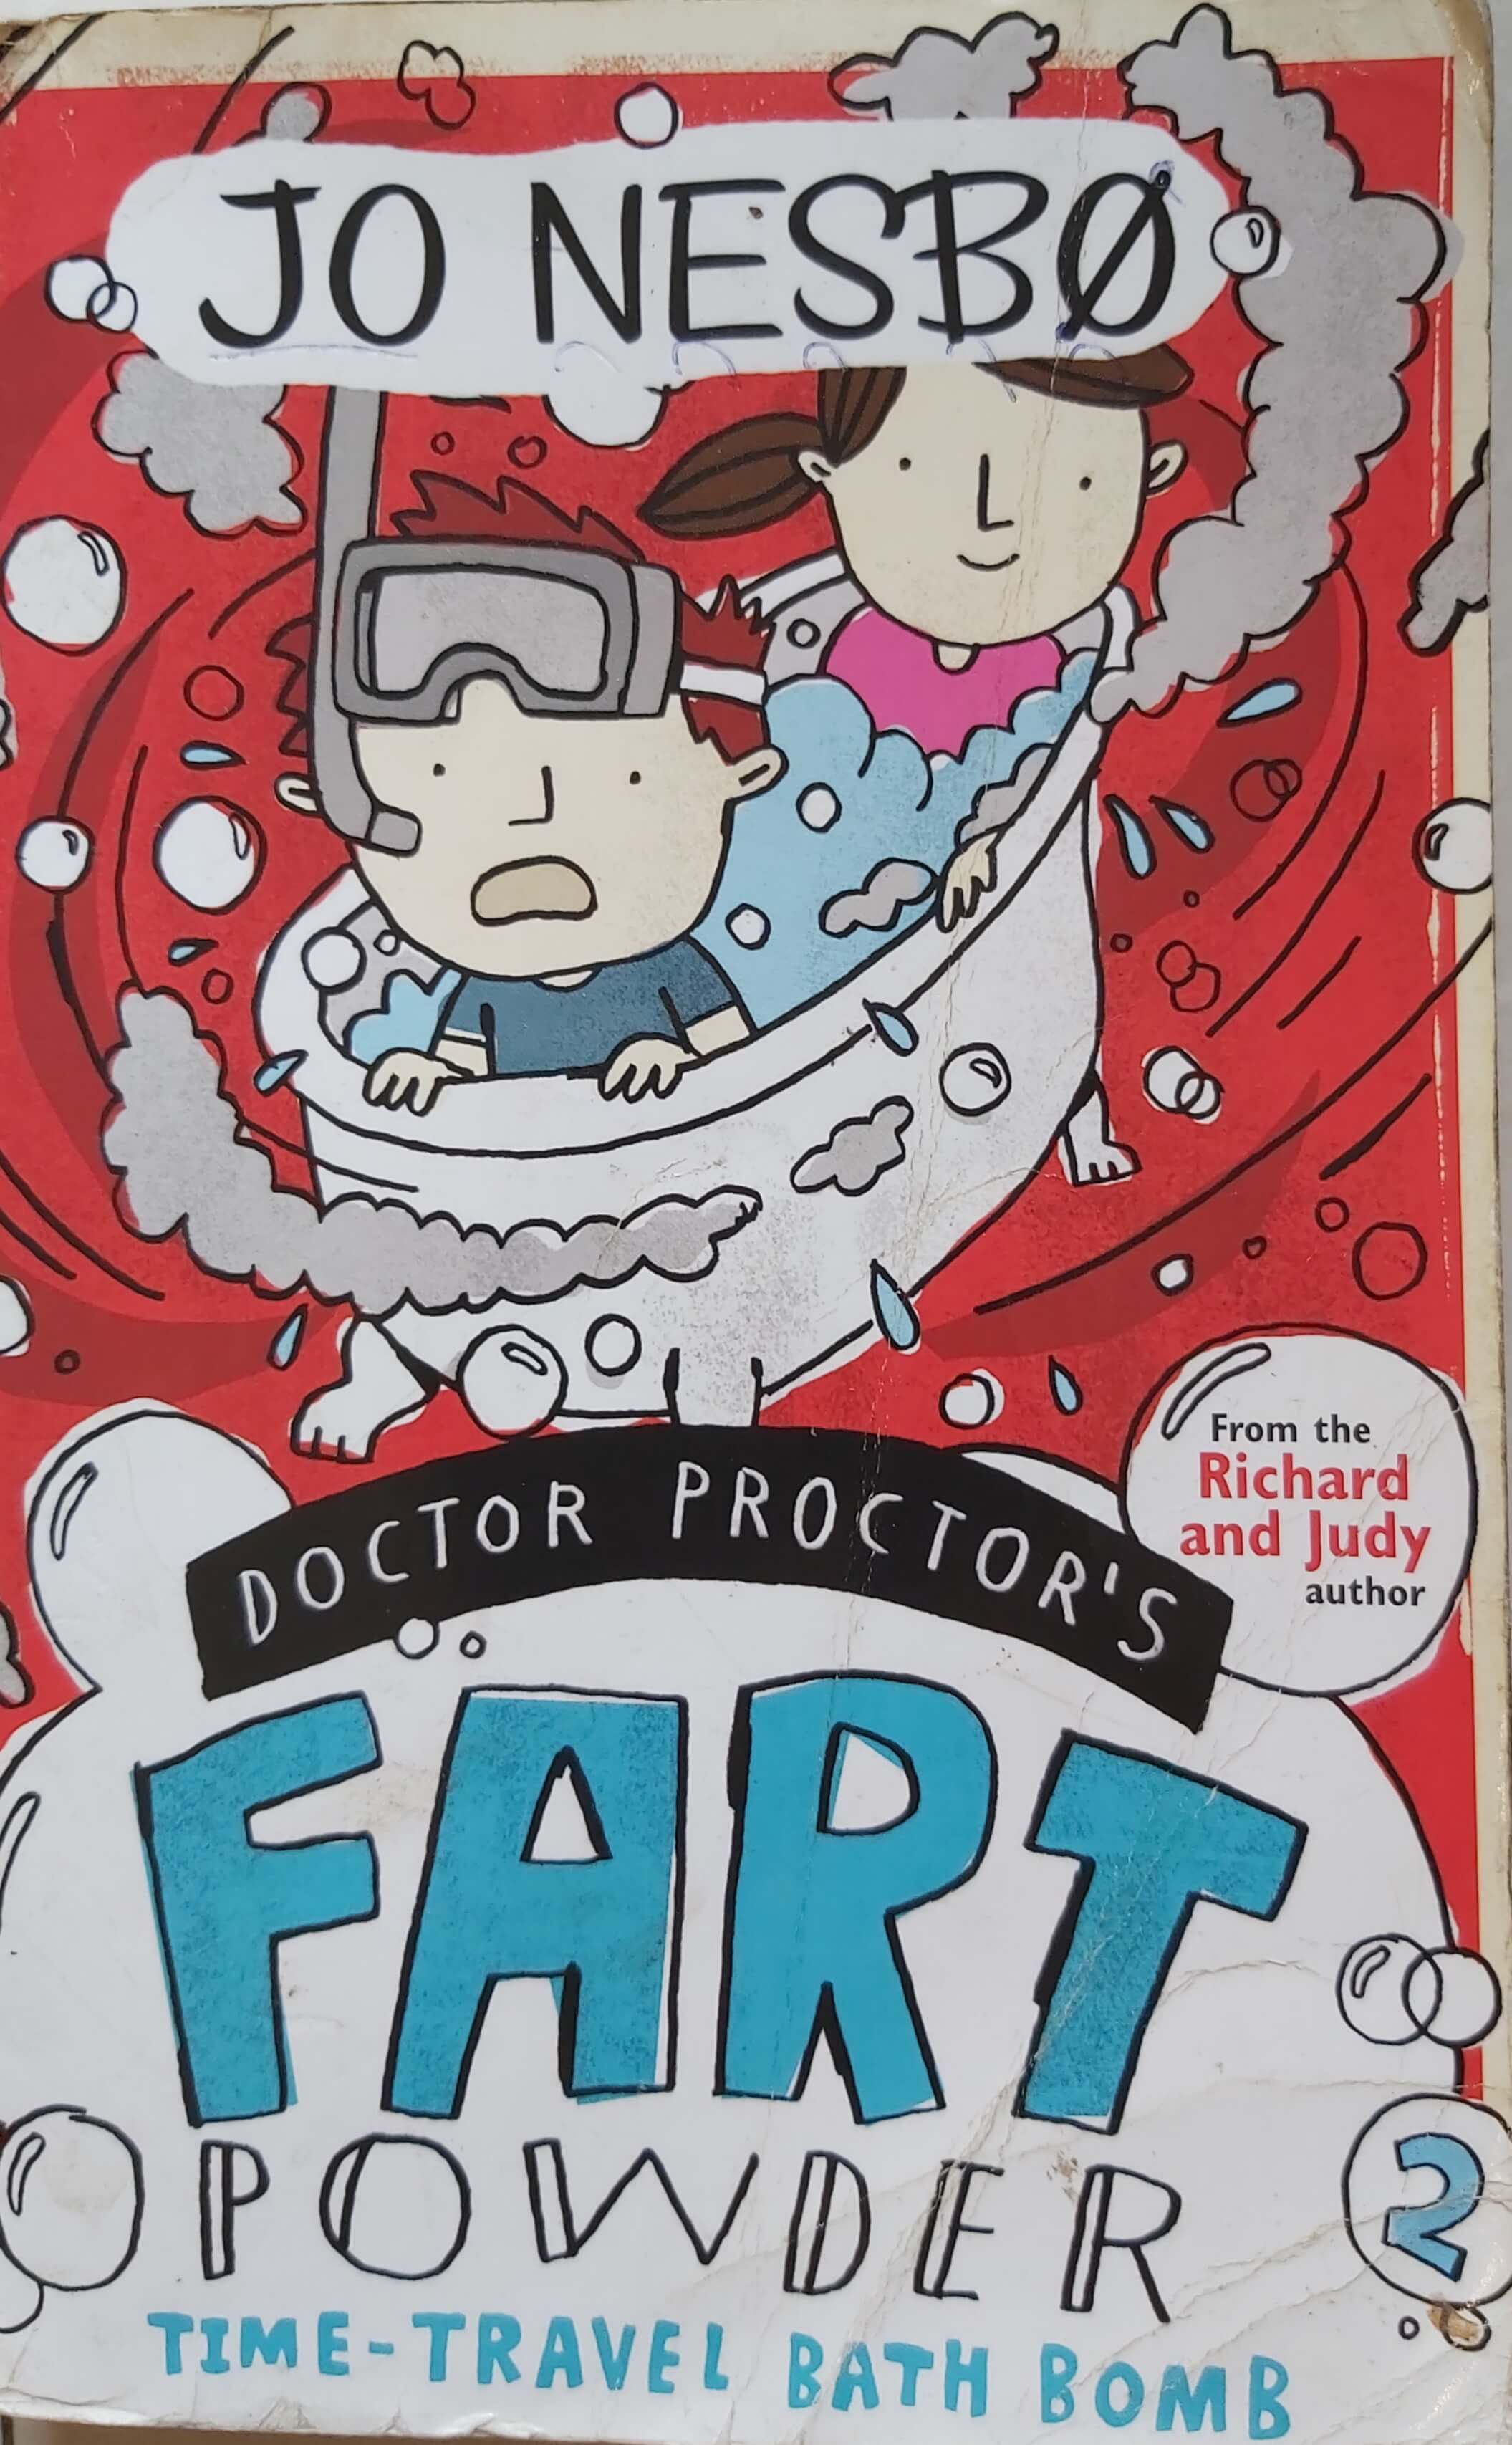 JO NESBØ
From the
Richard
and Judy
author
DOCTOR PROCTOR'S
FART
POWDER
2
TIME-TRAVEL BATH BOMB